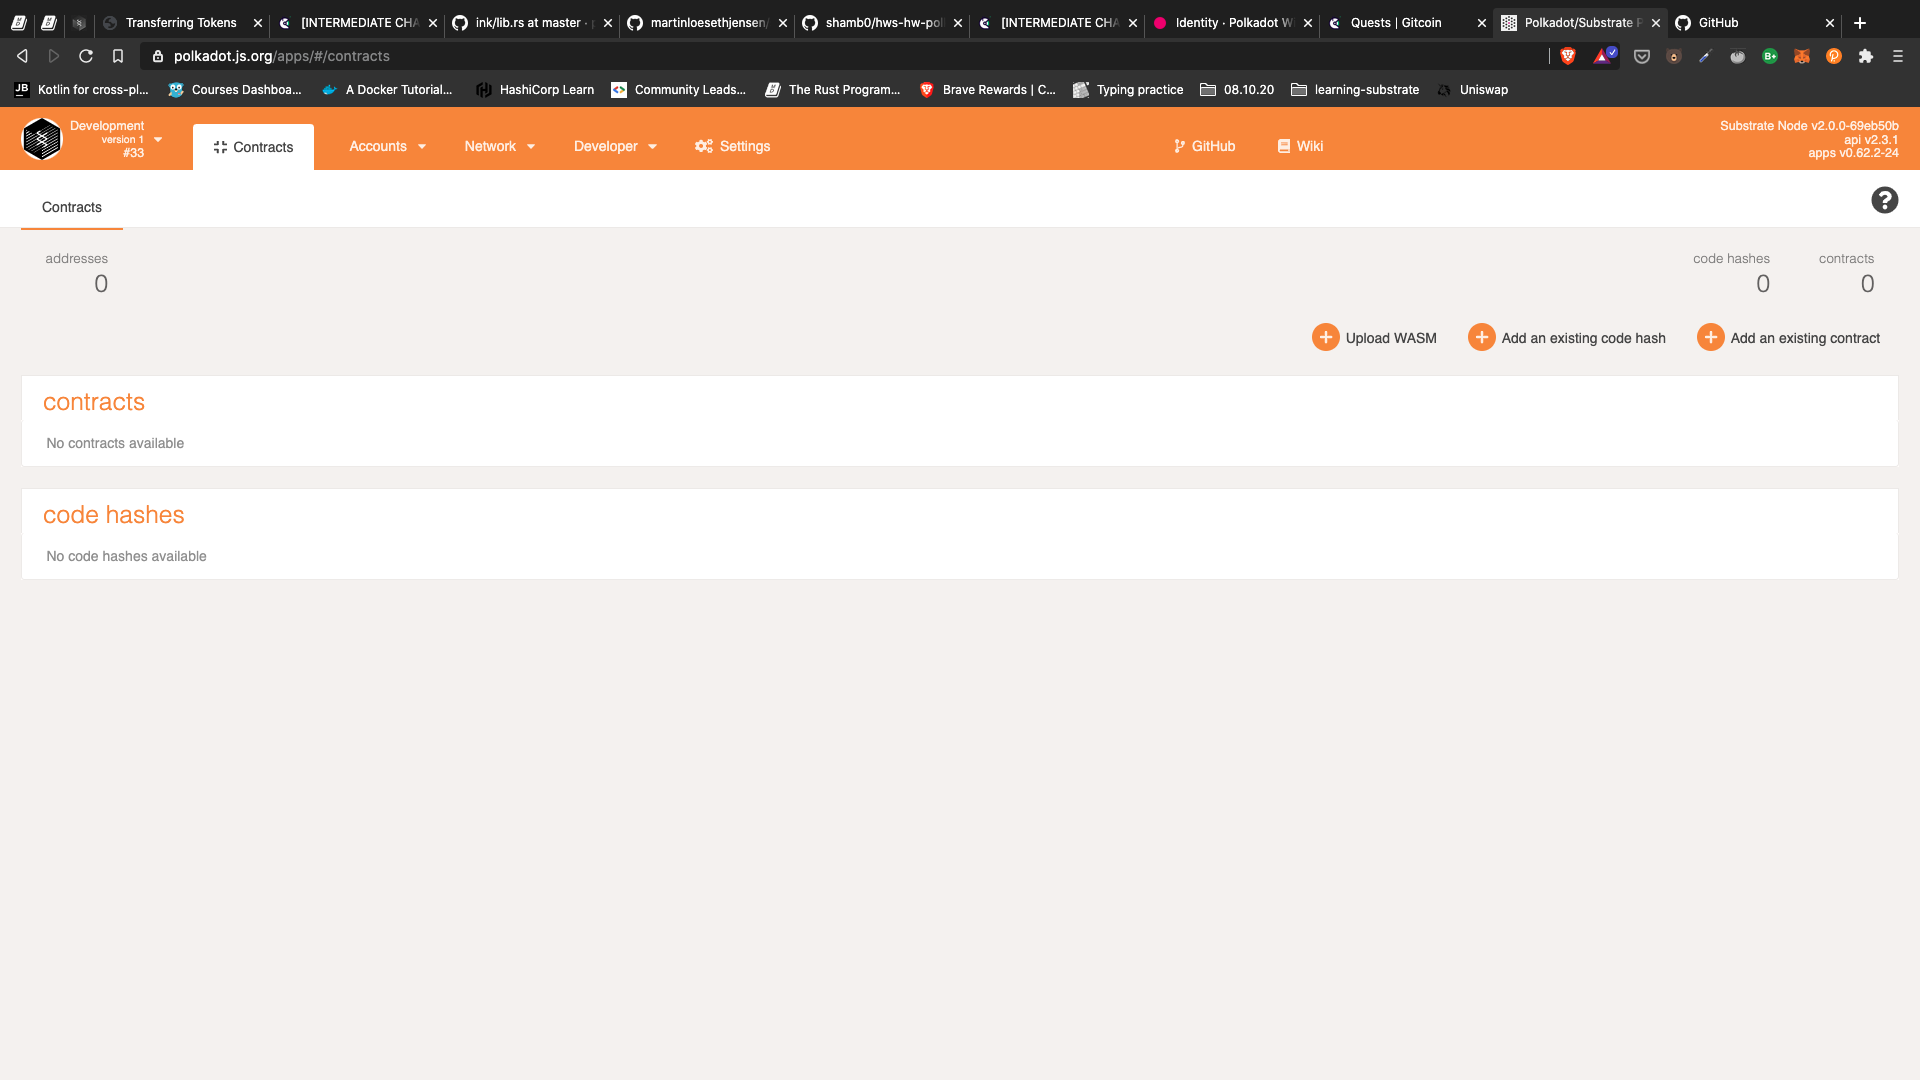 Transferring Tokens
[INTERMEDIATE CHA
ink/lib.rs at master ·
martinloesethjensen/
shamb0/hws-hw-pol
[INTERMEDIATE CHA
Identity · Polkadot W
Quests | Gitcoin
Polkadot/Substrate P
GitHub
polkadot.js.org/apps/#/contracts
JB Kotlin for cross-pl...
Courses Dashboa...
A Docker Tutorial...
HashiCorp Learn
Community Leads...
The Rust Program...
Brave Rewards | C...
Typing practice
08.10.20
learning-substrate
Uniswap
Development
version 1
#33
Contracts
Accounts
Network
Developer
Settings
GitHub
Wiki
Substrate Node v2.0.0-69eb50b
api v2.3.1
apps v0.62.2-24
Contracts
addresses
0
code hashes
0
contracts
0
Upload WASM
Add an existing code hash
Add an existing contract
contracts
No contracts available
code hashes
No code hashes available